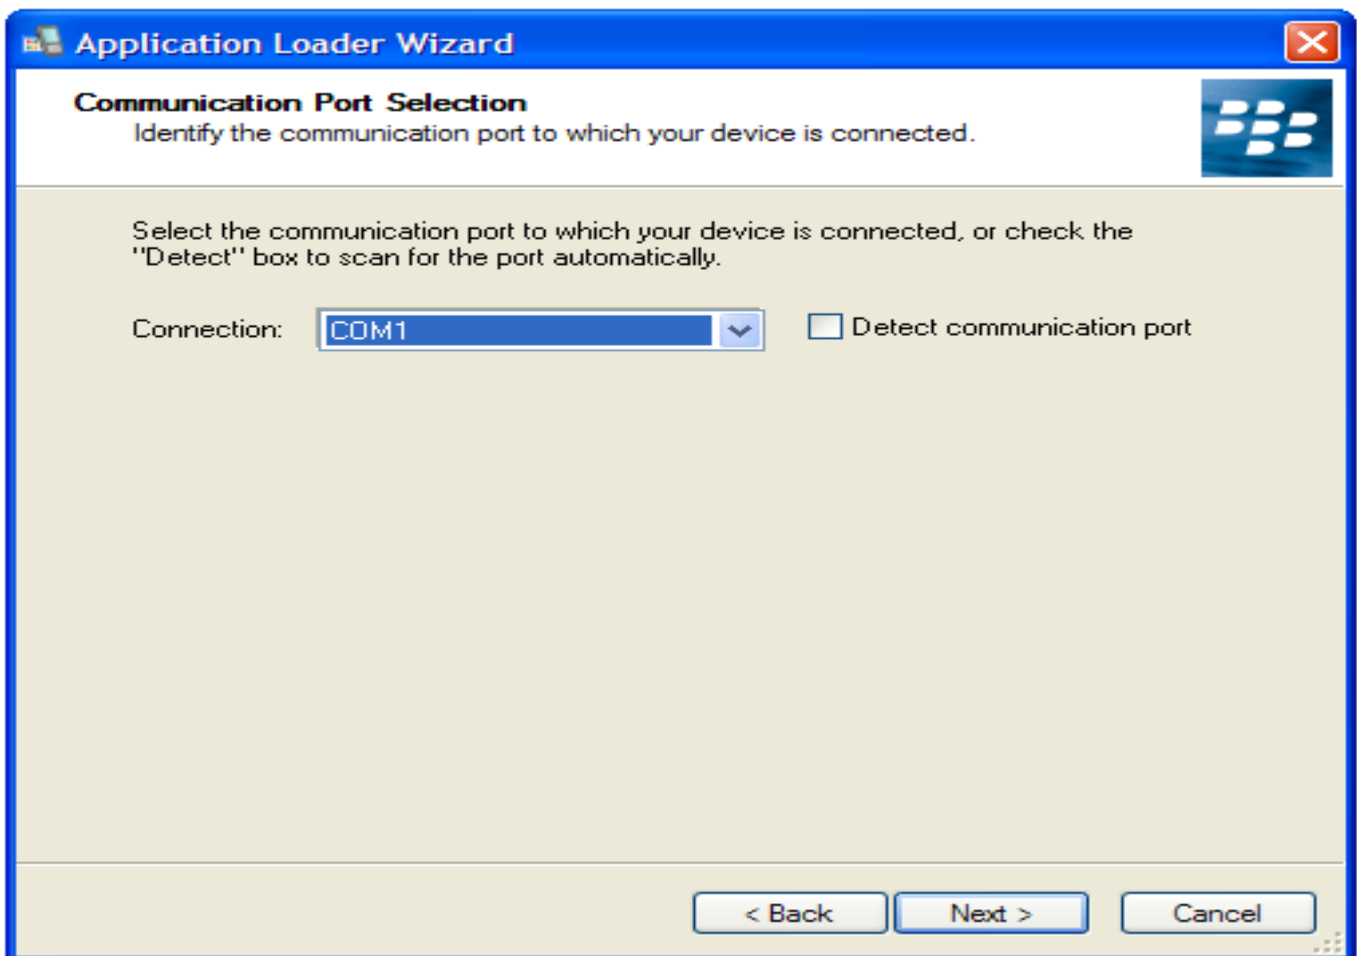 Application Loader Wizard
Communication Port Selection
Identify the communication port to which your device is connected.
Select the communication port to which your device is connected, or check the
"Detect" box to scan for the port automatically.
Connection: COM1 Detect communication port
< Back Next > Cancel